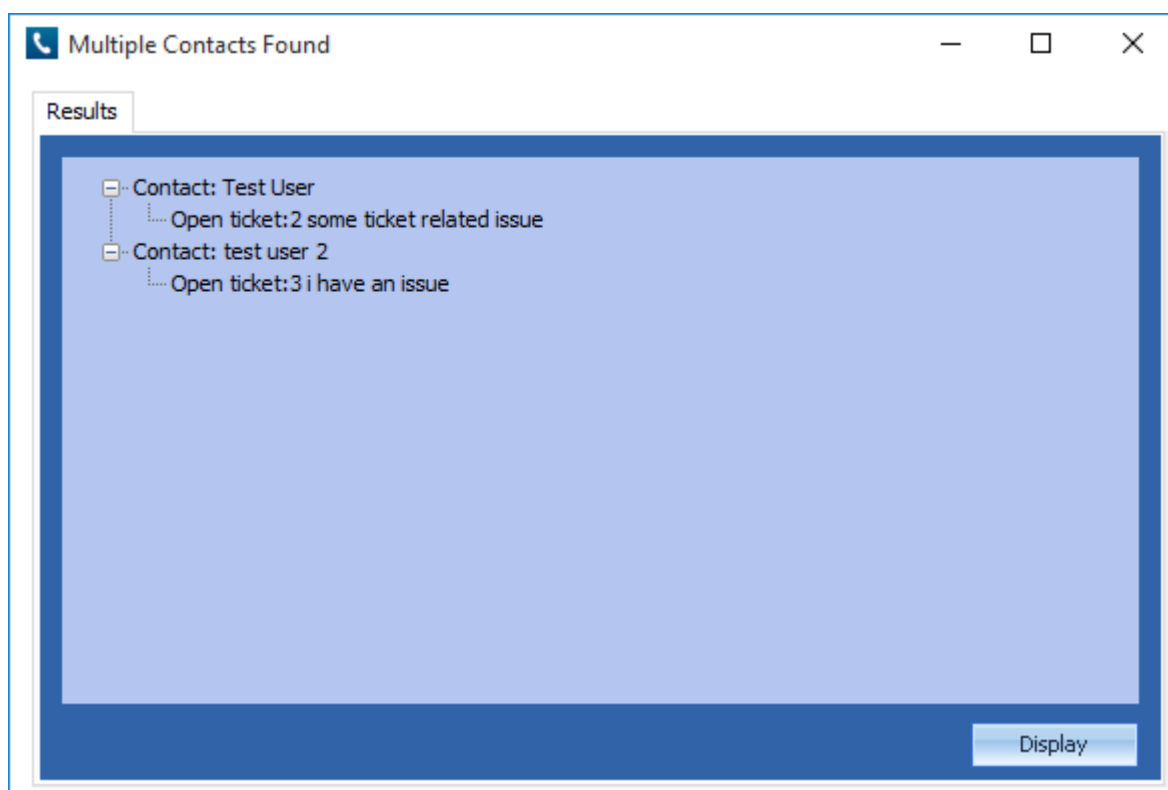 Multiple Contacts Found
Results
Contact: Test User
Open ticket:2 some ticket related issue
Contact: test user 2
Open ticket:3 i have an issue
Display